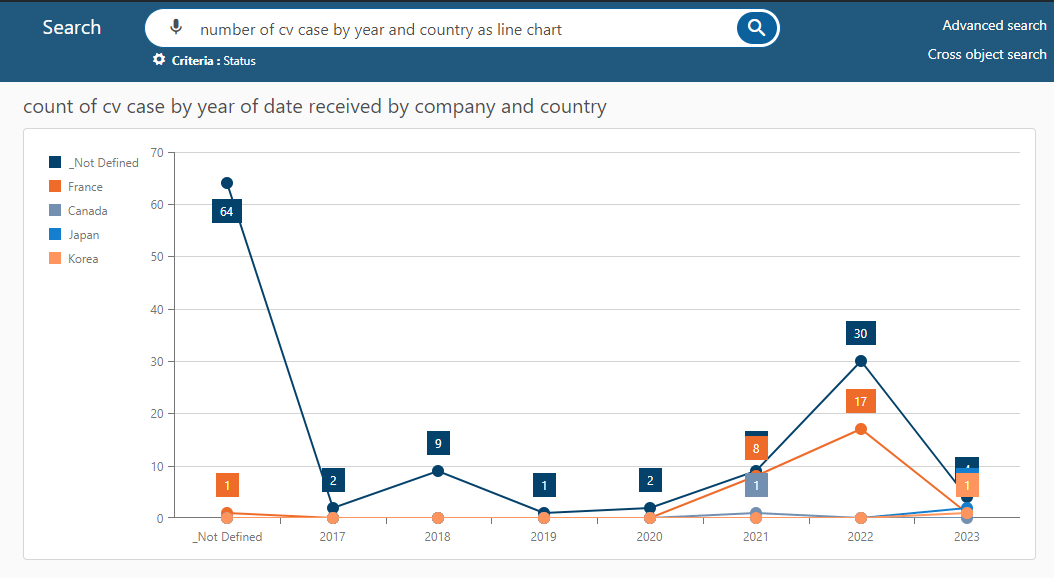 Search
number of cv case by year and country as line chart
Advanced search
Criteria : Status
Cross object search
count of cv case by year of date received by company and country
_Not Defined
France
Canada
Japan
Korea
70
60
50
40
30
20
10
0
64
1
2
9
1
2
8
1
30
17
1
_Not Defined
2017
2018
2019
2020
2021
2022
2023